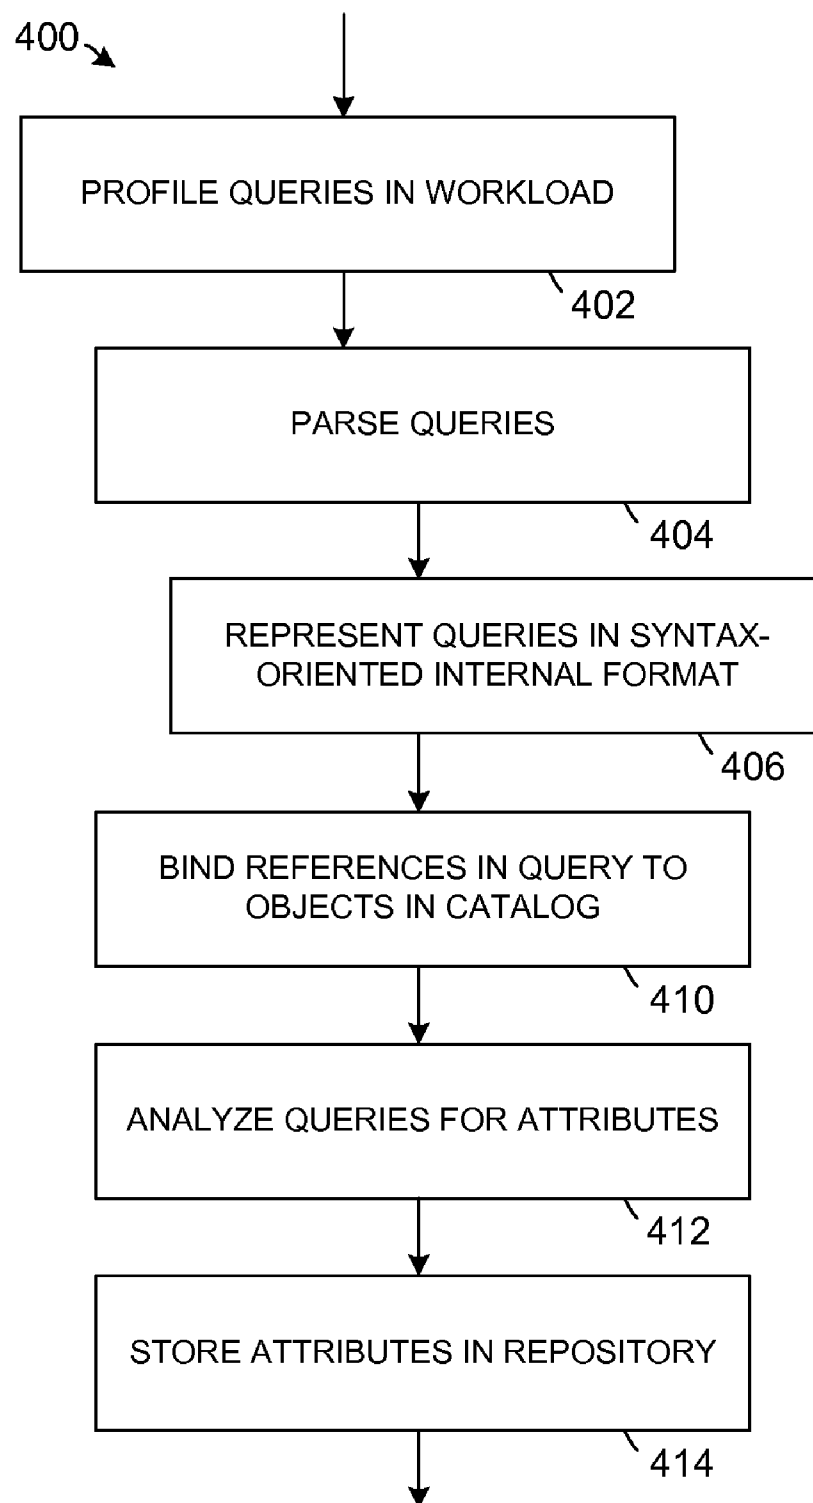 400
PROFILE QUERIES IN WORKLOAD
402
PARSE QUERIES
404
REPRESENT QUERIES IN SYNTAX-
ORIENTED INTERNAL FORMAT
406
BIND REFERENCES IN QUERY TO
OBJECTS IN CATALOG
410
ANALYZE QUERIES FOR ATTRIBUTES
412
STORE ATTRIBUTES IN REPOSITORY
414